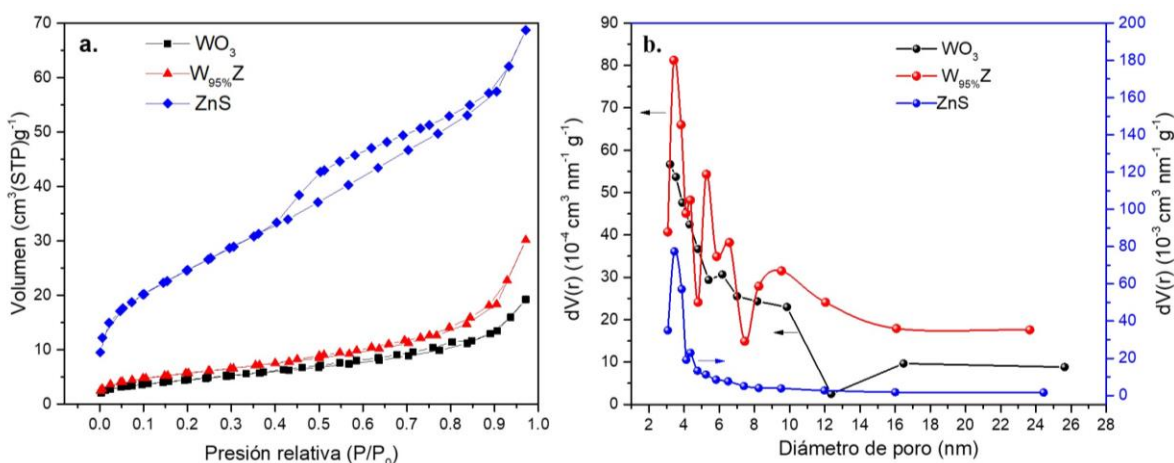 a.
WO₃
W₉₅%Z
ZnS
Volumen (cm³(STP)g⁻¹)
70
60
50
40
30
20
10
0
0.0 0.1 0.2 0.3 0.4 0.5 0.6 0.7 0.8 0.9 1.0
Presión relativa (P/P₀)
b.
WO₃
W₉₅%Z
ZnS
dV(r) (10⁻⁴ cm³ nm⁻¹ g⁻¹)
90
80
70
60
50
40
30
20
10
0
2 4 6 8 10 12 14 16 18 20 22 24 26 28
Diámetro de poro (nm)
200
180
160
140
120
100
80
60
40
20
0
dV(r) (10⁻³ cm³ nm⁻¹ g⁻¹)